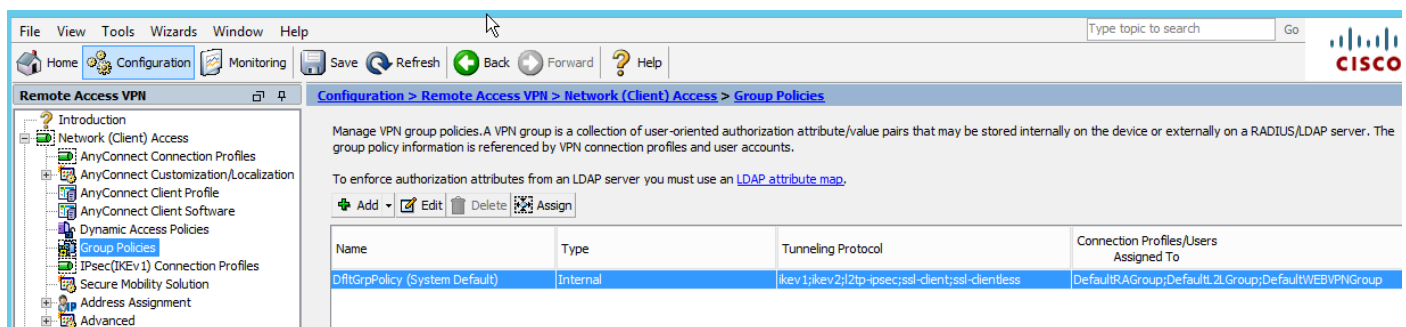 File View Tools Wizards Window Help
Type topic to search Go
Home Configuration Monitoring Save Refresh Back Forward Help
CISCO
Remote Access VPN
Introduction
Network (Client) Access
AnyConnect Connection Profiles
AnyConnect Customization/Localization
AnyConnect Client Profile
AnyConnect Client Software
Dynamic Access Policies
Group Policies
IPsec(IKEv1) Connection Profiles
Secure Mobility Solution
Address Assignment
Advanced
Configuration > Remote Access VPN > Network (Client) Access > Group Policies
Manage VPN group policies.A VPN group is a collection of user-oriented authorization attribute/value pairs that may be stored internally on the device or externally on a RADIUS/LDAP server. The
group policy information is referenced by VPN connection profiles and user accounts.
To enforce authorization attributes from an LDAP server you must use an LDAP attribute map.
Add Edit Delete Assign
Name Type Tunneling Protocol Connection Profiles/Users
Assigned To
DfltGrpPolicy (System Default) Internal ikev1;ikev2;l2tp-ipsec;ssl-client;ssl-clientless DefaultRAGroup;DefaultL2LGroup;DefaultWEBVPNGroup